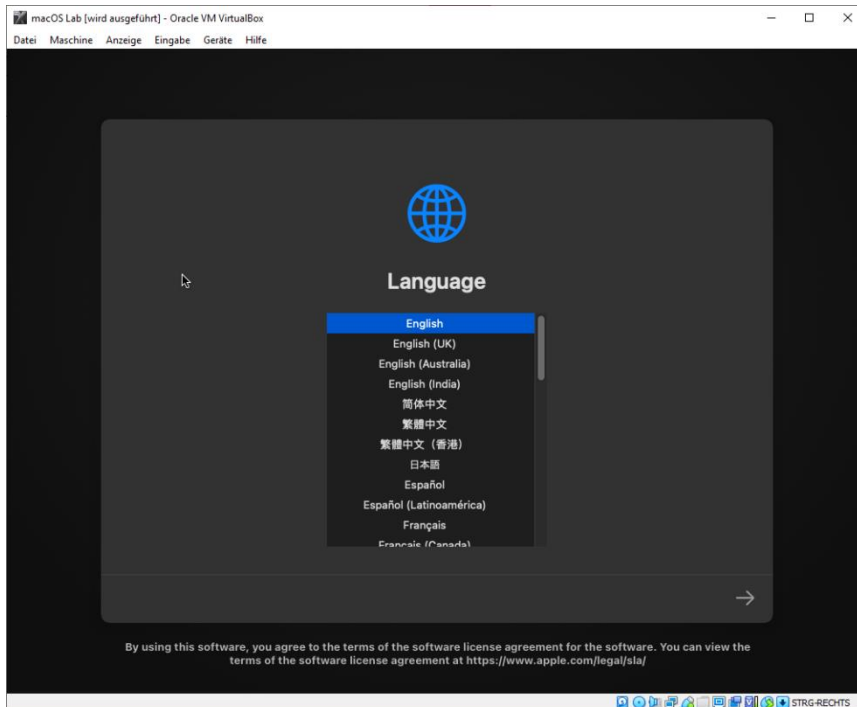 macOS Lab [wird ausgeführt] - Oracle VM VirtualBox
Datei Maschine Anzeige Eingabe Geräte Hilfe
Language
English
English (UK)
English (Australia)
English (India)
简体中文
繁體中文
繁體中文（香港）
日本語
Español
Español (Latinoamérica)
Français
Français (Canada)
By using this software, you agree to the terms of the software license agreement for the software. You can view the
terms of the software license agreement at https://www.apple.com/legal/sla/
STRG-RECHTS